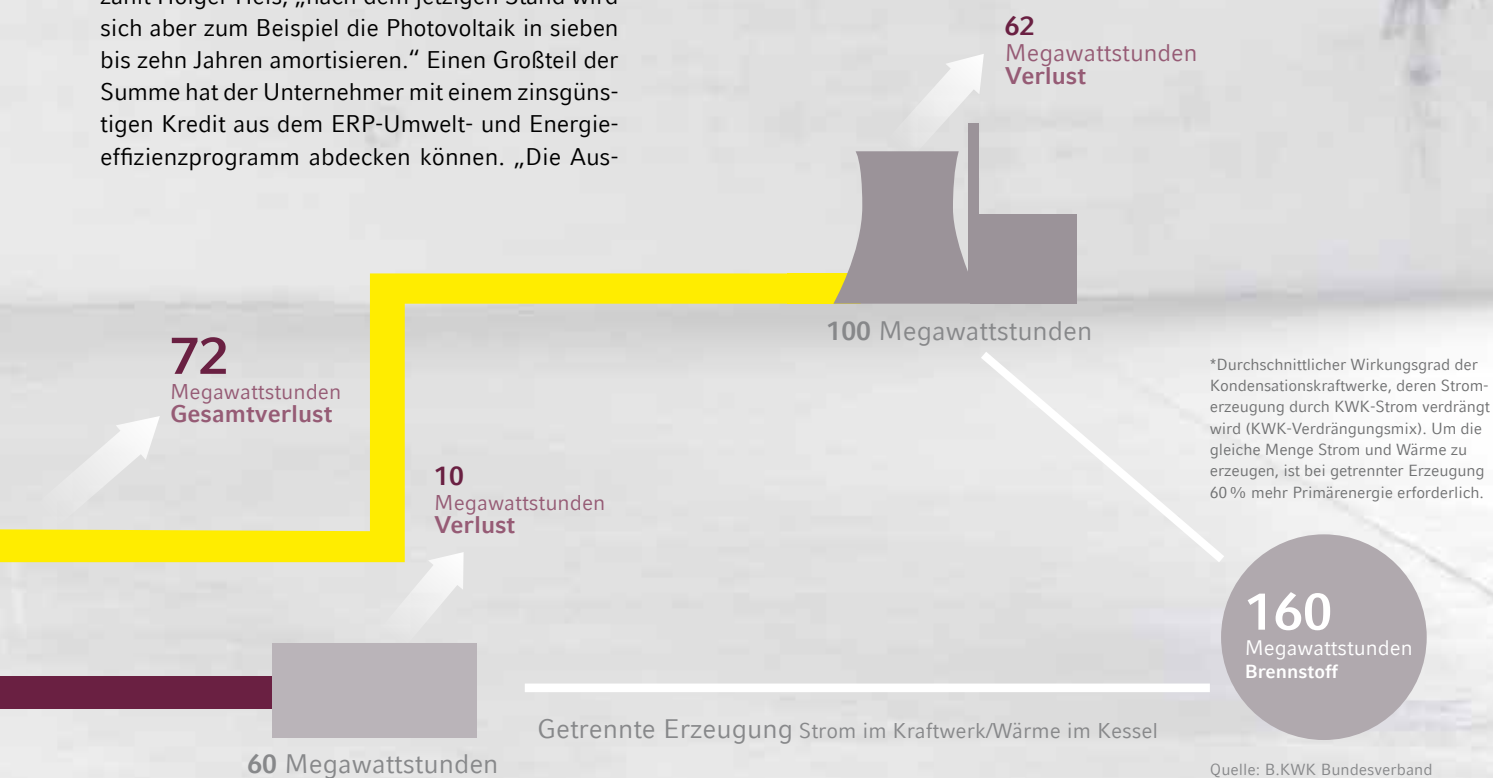 sich aber zum Beispiel die Photovoltaik in sieben
bis zehn Jahren amortisieren.“ Einen Großteil der
Summe hat der Unternehmer mit einem zinsgüns-
tigen Kredit aus dem ERP-Umwelt- und Energie-
effizienzprogramm abdecken können. „Die Aus-
62
Megawattstunden
Verlust
100 Megawattstunden
72
Megawattstunden
Gesamtverlust
10
Megawattstunden
Verlust
*Durchschnittlicher Wirkungsgrad der
Kondensationskraftwerke, deren Strom-
erzeugung durch KWK-Strom verdrängt
wird (KWK-Verdrängungsmix). Um die
gleiche Menge Strom und Wärme zu
erzeugen, ist bei getrennter Erzeugung
60 % mehr Primärenergie erforderlich.
160
Megawattstunden
Brennstoff
Getrennte Erzeugung Strom im Kraftwerk/Wärme im Kessel
60 Megawattstunden
Quelle: B.KWK Bundesverband